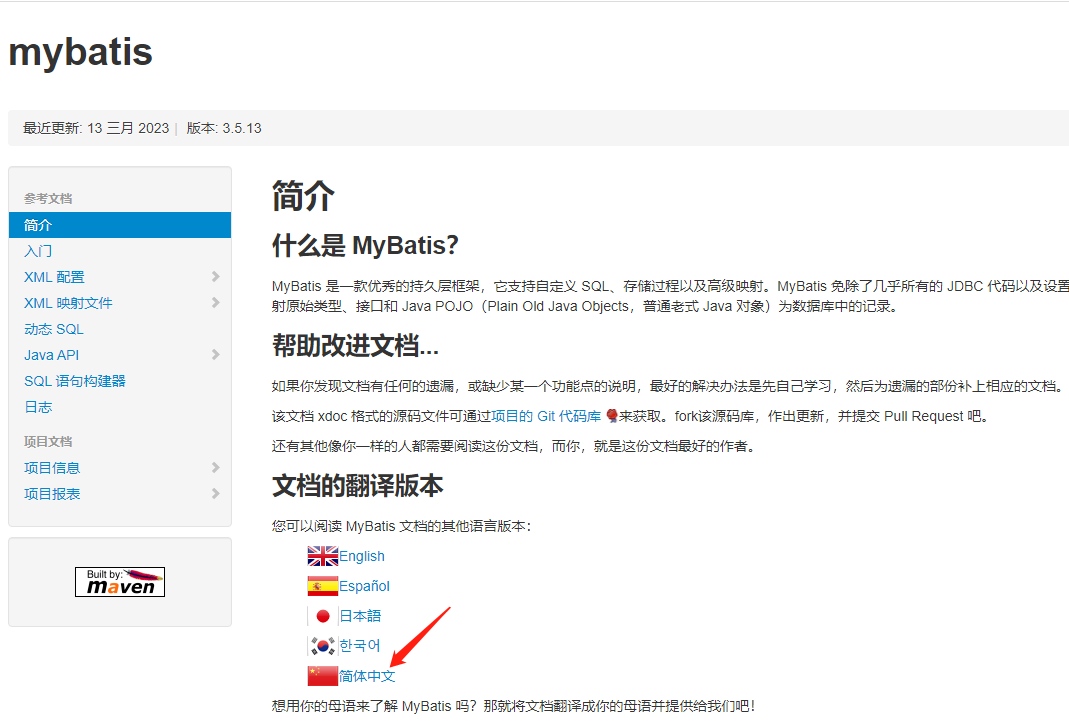 mybatis
最近更新: 13 三月 2023 | 版本: 3.5.13
参考文档
简介
入门
XML 配置
XML 映射文件
动态 SQL
Java API
SQL 语句构建器
日志
项目文档
项目信息
项目报表
Built by:
maven
简介
什么是 MyBatis?
MyBatis 是一款优秀的持久层框架，它支持自定义 SQL、存储过程以及高级映射。MyBatis 免除了几乎所有的 JDBC 代码以及设置
射原始类型、接口和 Java POJO（Plain Old Java Objects，普通老式 Java 对象）为数据库中的记录。
帮助改进文档...
如果你发现文档有任何的遗漏，或缺少某一个功能点的说明，最好的解决办法是先自己学习，然后为遗漏的部份补上相应的文档。
该文档 xdoc 格式的源码文件可通过项目的 Git 代码库来获取。fork该源码库，作出更新，并提交 Pull Request 吧。
还有其他像你一样的人都需要阅读这份文档，而你，就是这份文档最好的作者。
文档的翻译版本
您可以阅读 MyBatis 文档的其他语言版本：
English
Español
日本語
한국어
简体中文
想用你的母语来了解 MyBatis 吗？那就将文档翻译成你的母语并提供给我们吧！